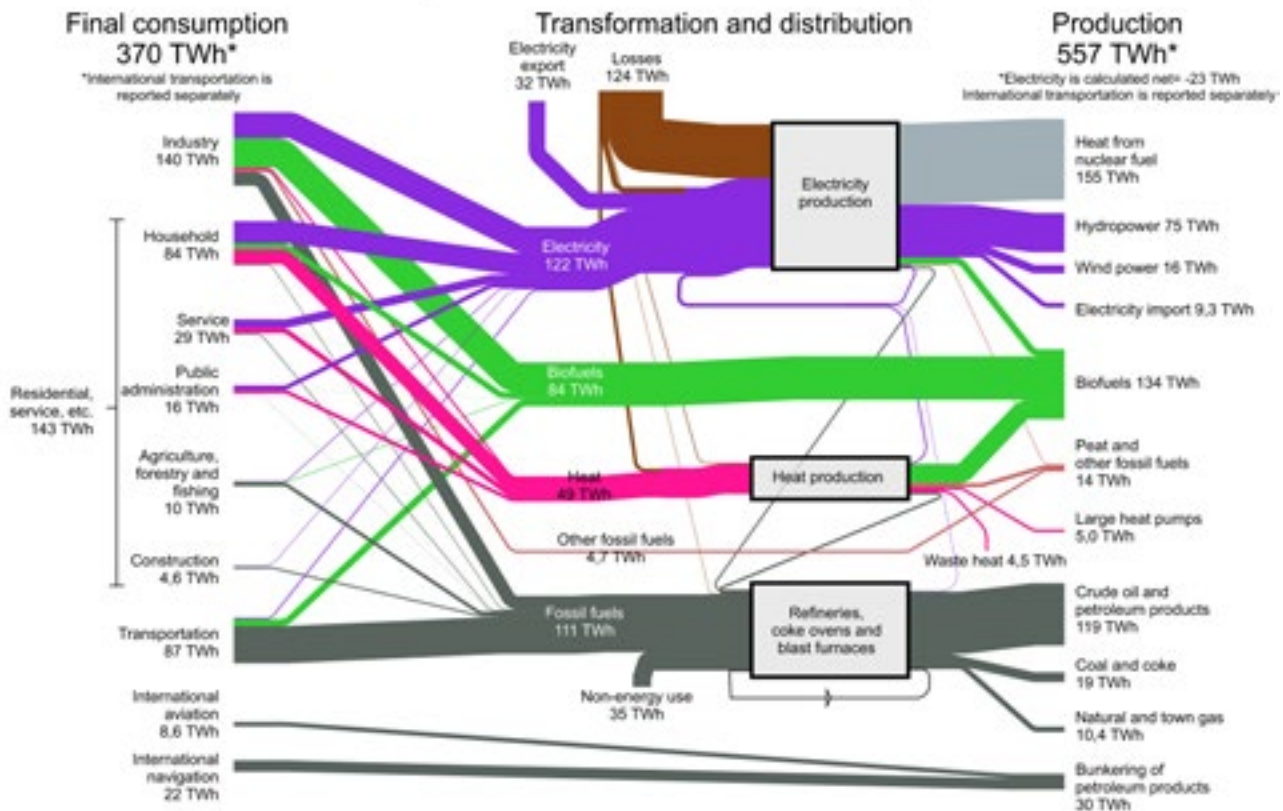 Final consumption
370 TWh*
*International transportation is
reported separately
Transformation and distribution
Production
557 TWh*
*Electricity is calculated net= -23 TWh
International transportation is reported separately
Electricity
export
32 TWh
Losses
124 TWh
Industry
140 TWh
Household
84 TWh
Service
29 TWh
Public
administration
16 TWh
Residential,
service, etc.
143 TWh
Agriculture,
forestry and
fishing
10 TWh
Construction
4,6 TWh
Transportation
87 TWh
International
aviation
8,6 TWh
International
navigation
22 TWh
Electricity
122 TWh
Biofuels
84 TWh
Heat
49 TWh
Other fossil fuels
4,7 TWh
Fossil fuels
111 TWh
Non-energy use
35 TWh
Electricity
production
Heat production
Refineries,
coke ovens and
blast furnaces
Heat from
nuclear fuel
155 TWh
Hydropower 75 TWh
Wind power 16 TWh
Electricity import 9,3 TWh
Biofuels 134 TWh
Peat and
other fossil fuels
14 TWh
Large heat pumps
5,0 TWh
Waste heat 4,5 TWh
Crude oil and
petroleum products
119 TWh
Coal and coke
19 TWh
Natural and town gas
10,4 TWh
Bunkering of
petroleum products
30 TWh